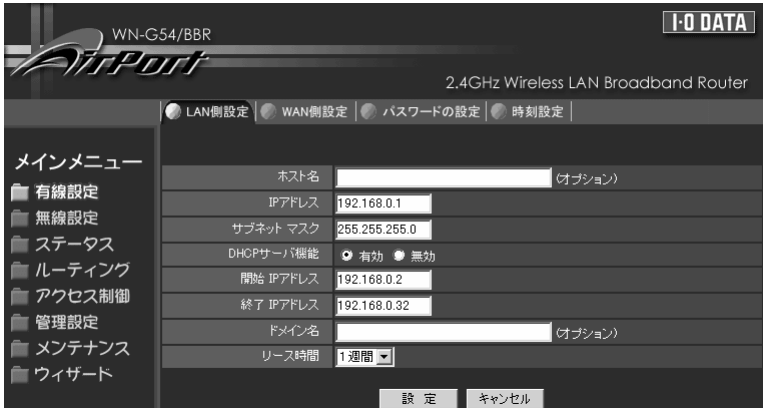 WN-G54/BBR
I·O DATA
AirPort
2.4GHz Wireless LAN Broadband Router
LAN側設定 WAN側設定 パスワードの設定 時刻設定
メインメニュー
有線設定
無線設定
ステータス
ルーティング
アクセス制御
管理設定
メンテナンス
ウィザード
ホスト名 (オプション)
IPアドレス 192.168.0.1
サブネット マスク 255.255.255.0
DHCPサーバ機能 有効 無効
開始 IPアドレス 192.168.0.2
終了 IPアドレス 192.168.0.32
ドメイン名 (オプション)
リース時間 1週間
設 定 キャンセル